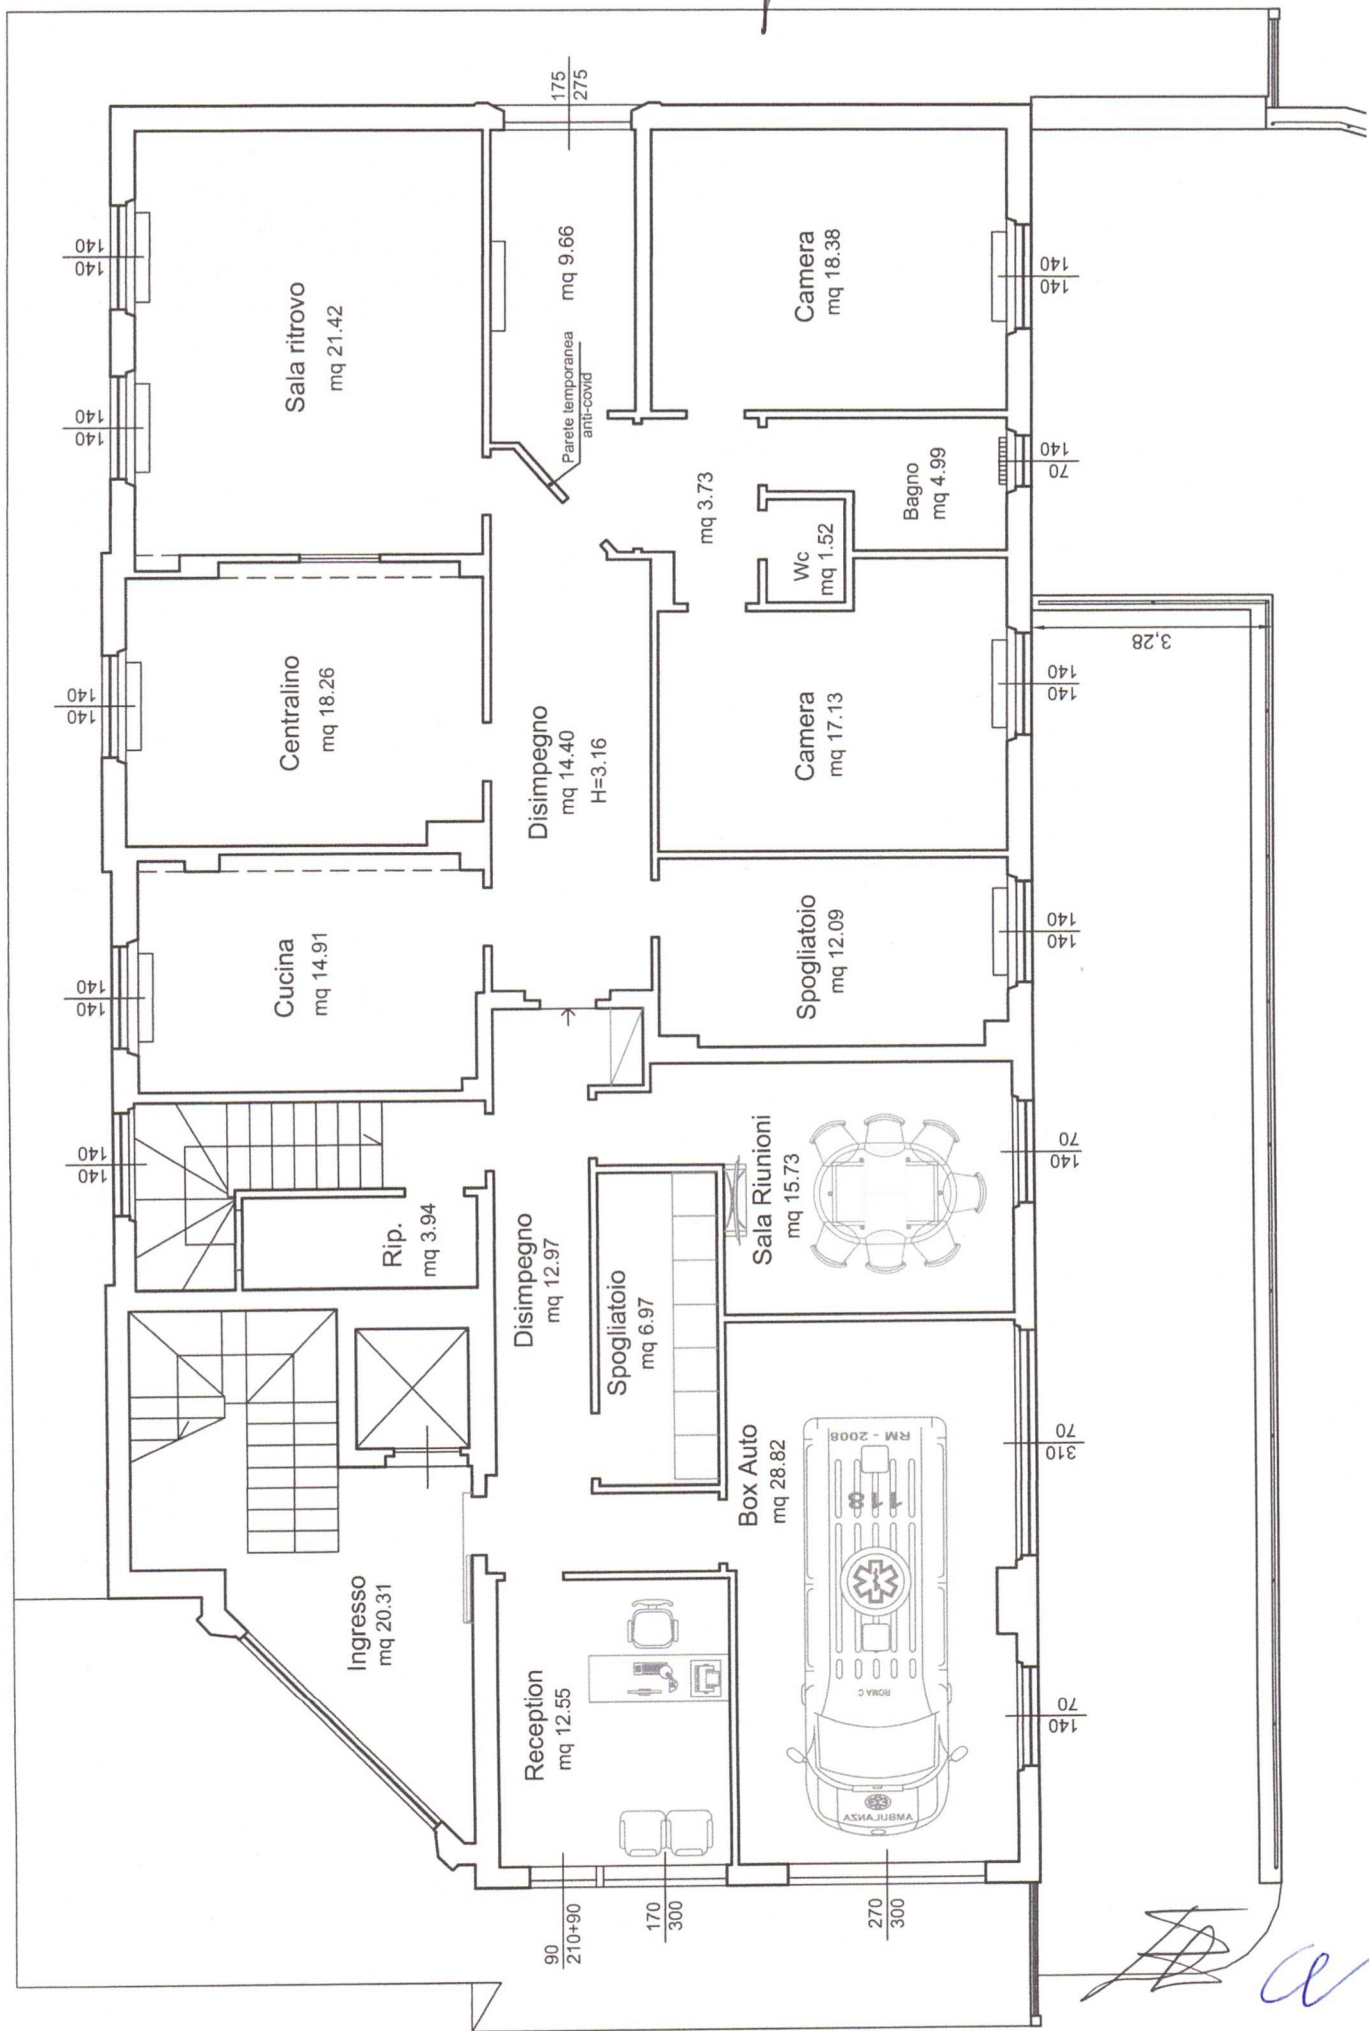 175
275
140
140
140
140
Sala ritrovo
mq 21.42
mq 9.66
Parete temporanea
anti-covid
Camera
mq 18.38
140
140
140
140
Centralino
mq 18.26
mq 3.73
Wc
mq 1.52
Bagno
mq 4.99
140
70
Disimpegno
mq 14.40
H=3.16
Camera
mq 17.13
140
140
3,28
140
140
Cucina
mq 14.91
Spogliatoio
mq 12.09
140
140
140
140
Rip.
mq 3.94
Disimpegno
mq 12.97
Spogliatoio
mq 6.97
Sala Riunioni
mq 15.73
70
140
Box Auto
mq 28.82
RM - 2008
118
ROMA C
AMBULANZA
70
310
70
140
Ingresso
mq 20.31
Reception
mq 12.55
90
210+90
170
300
270
300